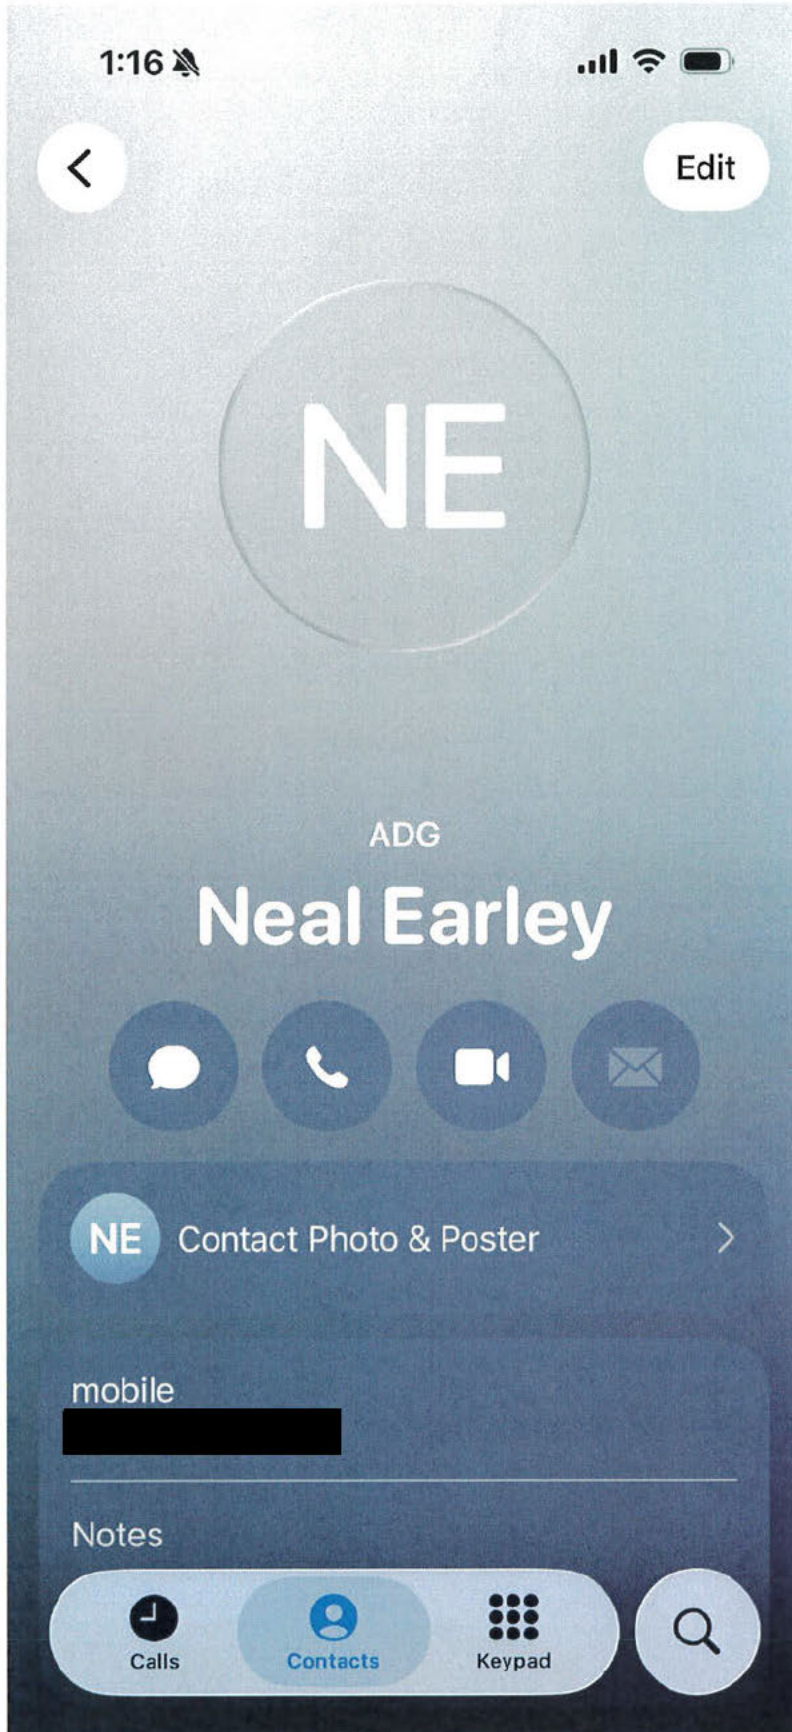 1:16
Edit
NE
ADG
Neal Earley
NE Contact Photo & Poster
mobile
Notes
Calls Contacts Keypad